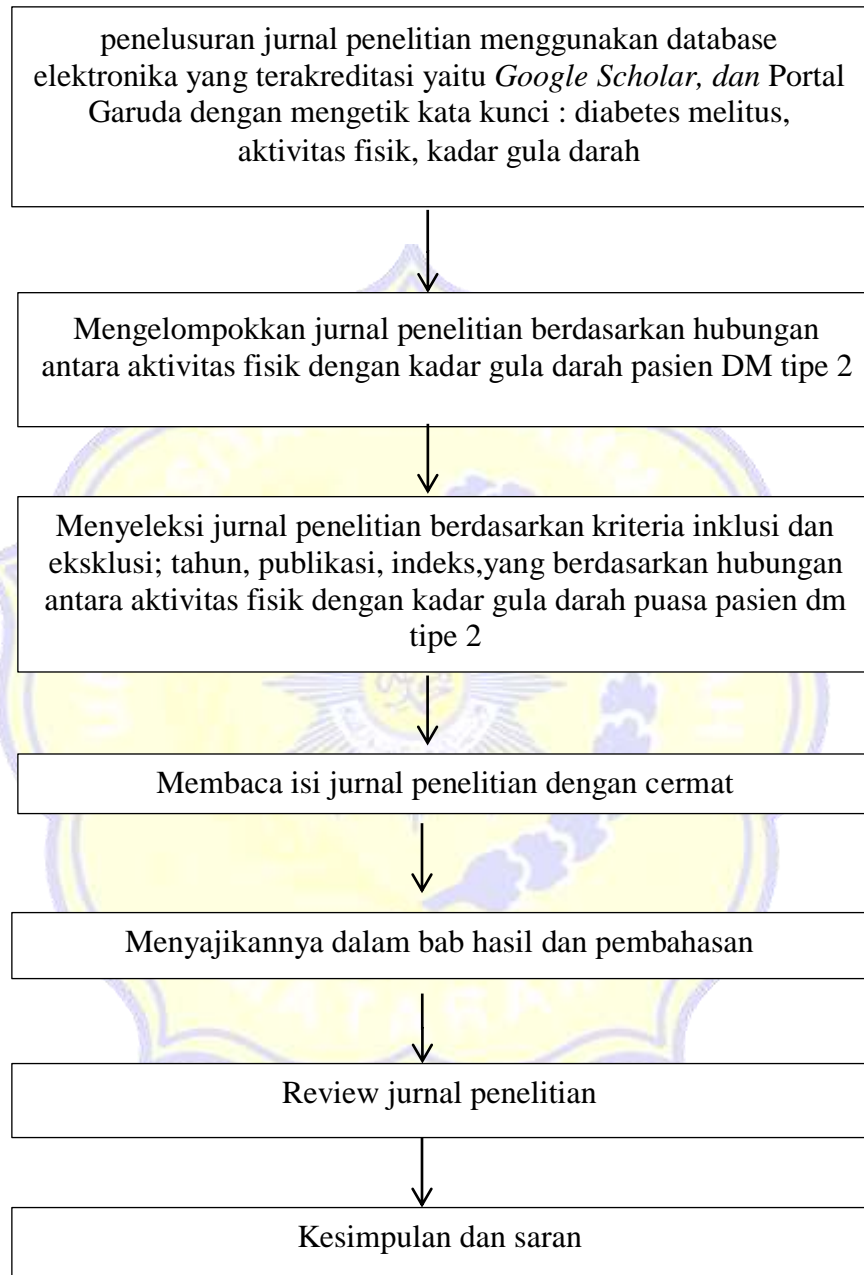 penelusuran jurnal penelitian menggunakan database
elektronika yang terakreditasi yaitu Google Scholar, dan Portal
Garuda dengan mengetik kata kunci : diabetes melitus,
aktivitas fisik, kadar gula darah
Mengelompokkan jurnal penelitian berdasarkan hubungan
antara aktivitas fisik dengan kadar gula darah pasien DM tipe 2
Menyeleksi jurnal penelitian berdasarkan kriteria inklusi dan
eksklusi; tahun, publikasi, indeks,yang berdasarkan hubungan
antara aktivitas fisik dengan kadar gula darah puasa pasien dm
tipe 2
Membaca isi jurnal penelitian dengan cermat
Menyajikannya dalam bab hasil dan pembahasan
MATARAM
Review jurnal penelitian
Kesimpulan dan saran